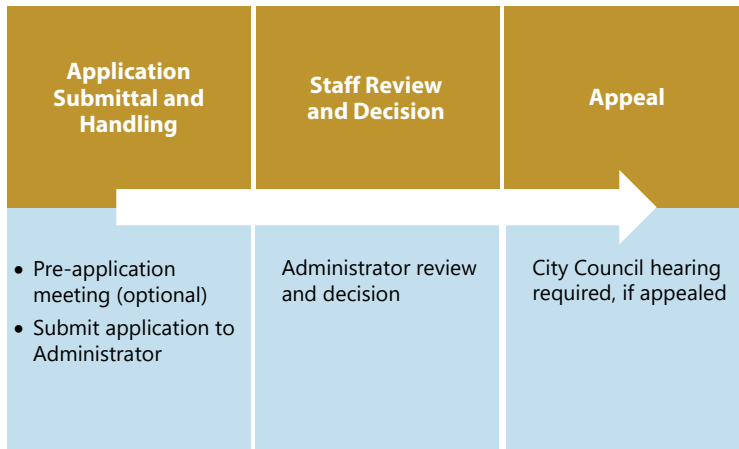 Application
Submittal and
Handling
Staff Review
and Decision
Appeal
• Pre-application
meeting (optional)
• Submit application to
Administrator
Administrator review
and decision
City Council hearing
required, if appealed